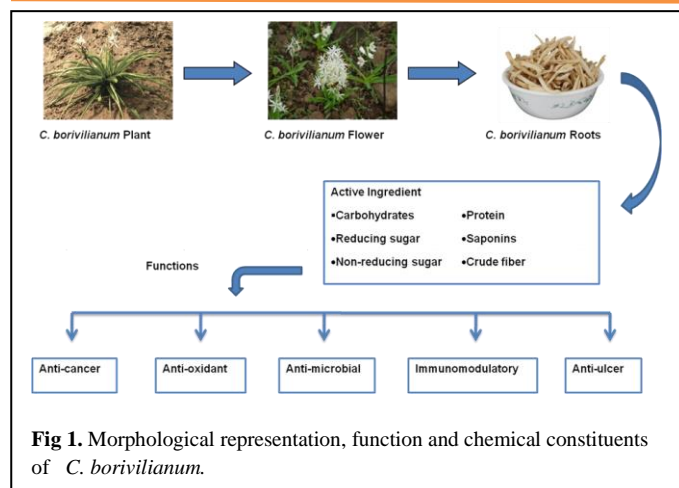 C. borivilianum Plant
C. borivilianum Flower
C. borivilianum Roots
Active Ingredient
•Carbohydrates •Protein
•Reducing sugar •Saponins
•Non-reducing sugar •Crude fiber
Functions
Anti-cancer
Anti-oxidant
Anti-microbial
Immunomodulatory
Anti-ulcer
Fig 1. Morphological representation, function and chemical constituents
of C. borivilianum.